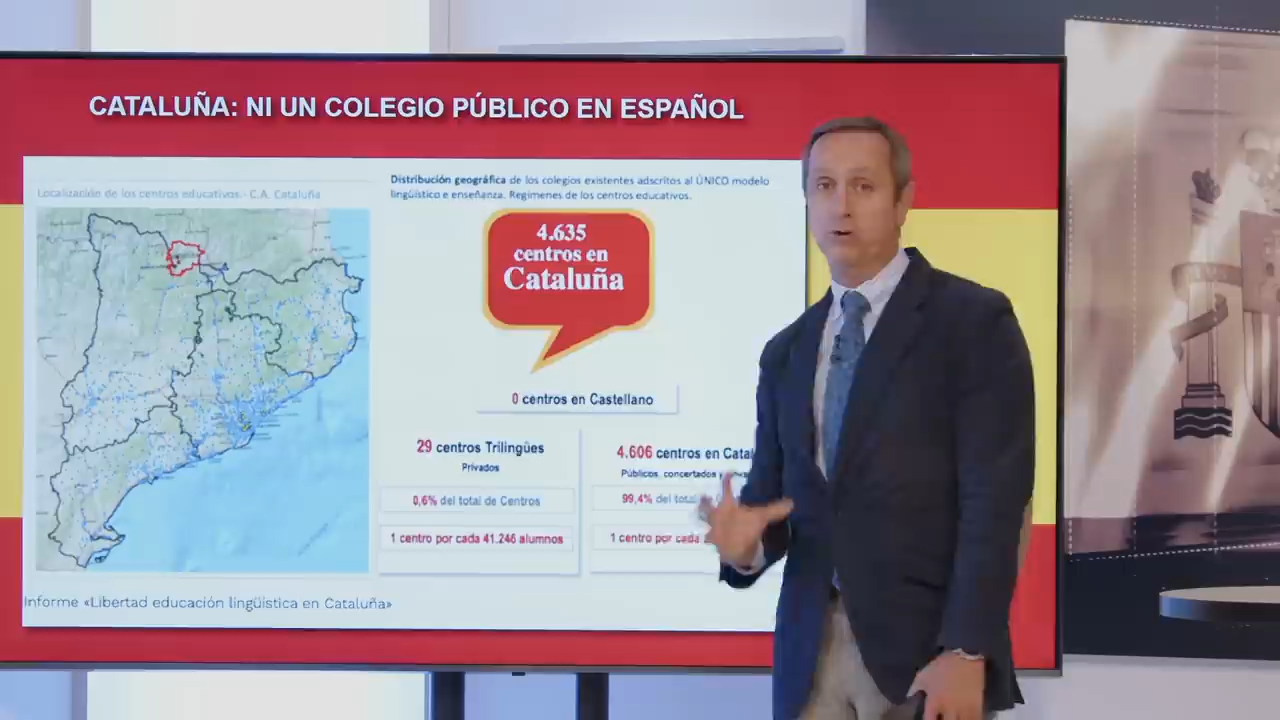 CATALUÑA: NI UN COLEGIO PÚBLICO EN ESPAÑOL
Localización de los centros educativos.- C.A. Cataluña
Distribución geográfica de los colegios existentes adscritos al ÚNICO modelo
lingüístico e enseñanza. Regímenes de los centros educativos.
4.635
centros en
Cataluña
0 centros en Castellano
29 centros Trilingües
Privados
0,6% del total de Centros
1 centro por cada 41.246 alumnos
4.606 centros en
Públicos, concertados
99,4% del
1 centro por cada
Informe «Libertad educación lingüística en Cataluña»